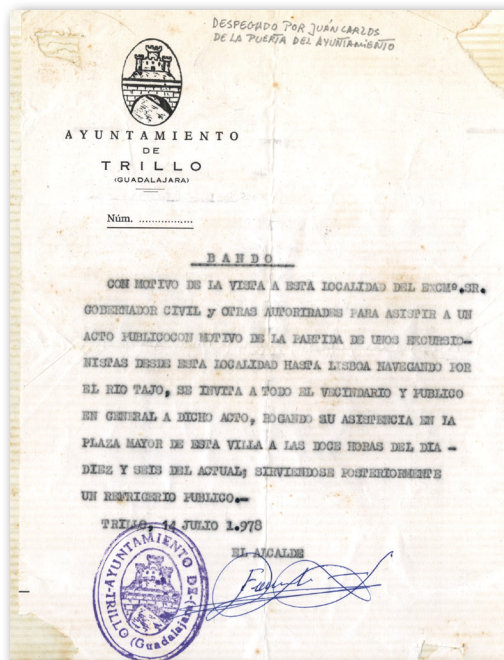 DESPEGADO POR JUÁN CARLOS
DE LA PUERTA DEL AYUNTAMIENTO
AYUNTAMIENTO
DE
TRILLO
(GUADALAJARA)
Núm. ..................
BANDO
CON MOTIVO DE LA VISTA A ESTA LOCALIDAD DEL EXCMº.SR.
GOBERNADOR CIVIL y OTRAS AUTORIDADES PARA ASISTIR A UN
ACTO PUBLICOCON MOTIVO DE LA PARTIDA DE UNOS EXCURSIO-
NISTAS DESDE ESTA LOCALIDAD HASTA LISBOA NAVEGANDO POR
EL RIO TAJO, SE INVITA A TODO EL VECINDARIO Y PUBLICO
EN GENERAL A DICHO ACTO, ROGANDO SU ASISTENCIA EN LA
PLAZA MAYOR DE ESTA VILLA A LAS DOCE HORAS DEL DIA -
DIEZ Y SEIS DEL ACTUAL; SIRVIENDOSE POSTERIORMENTE
UN REFRIGERIO PUBLICO.-
TRILLO, 14 JULIO 1.978
EL ALCALDE
AYUNTAMIENTO DE
TRILLO (Guadalajara)